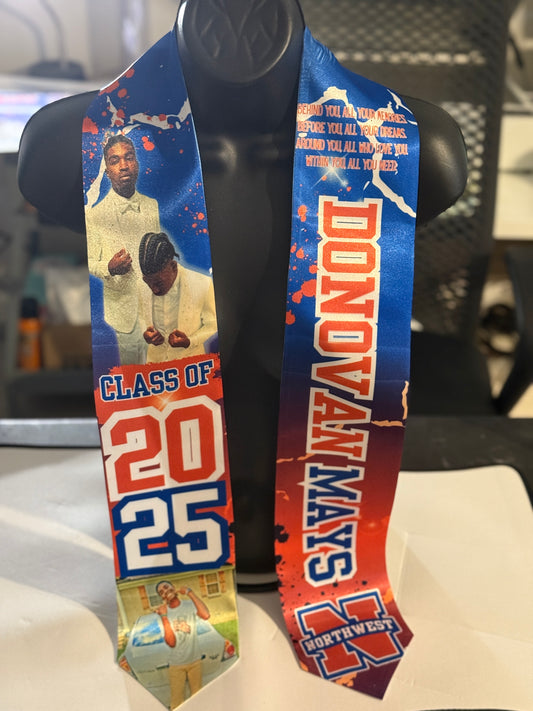 CLASS OF
20
25
BEHIND YOU, ALL YOUR MEMORIES.
BEFORE YOU, ALL YOUR DREAMS.
AROUND YOU, ALL WHO LOVE YOU.
WITHIN YOU, ALL YOU NEED.
DONOVAN MAYS
NORTHWEST